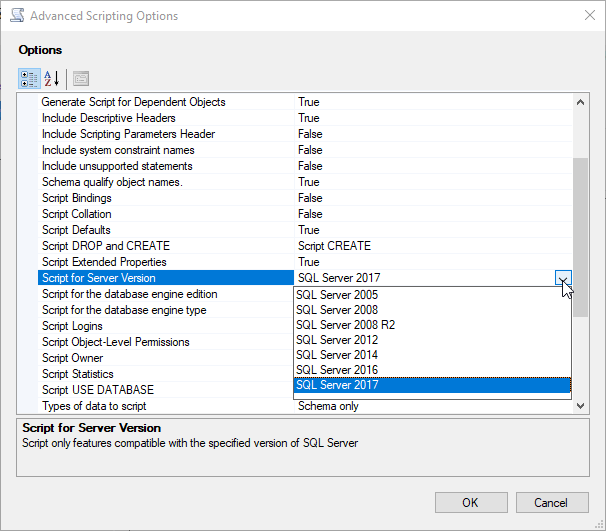 Advanced Scripting Options
Options
Generate Script for Dependent Objects True
Include Descriptive Headers True
Include Scripting Parameters Header False
Include system constraint names False
Include unsupported statements False
Schema qualify object names. True
Script Bindings False
Script Collation False
Script Defaults True
Script DROP and CREATE Script CREATE
Script Extended Properties True
Script for Server Version SQL Server 2017
Script for the database engine edition SQL Server 2005
Script for the database engine type SQL Server 2008
Script Logins SQL Server 2008 R2
Script Object-Level Permissions SQL Server 2012
Script Owner SQL Server 2014
Script Statistics SQL Server 2016
Script USE DATABASE SQL Server 2017
Types of data to script Schema only
Script for Server Version
Script only features compatible with the specified version of SQL Server
OK Cancel